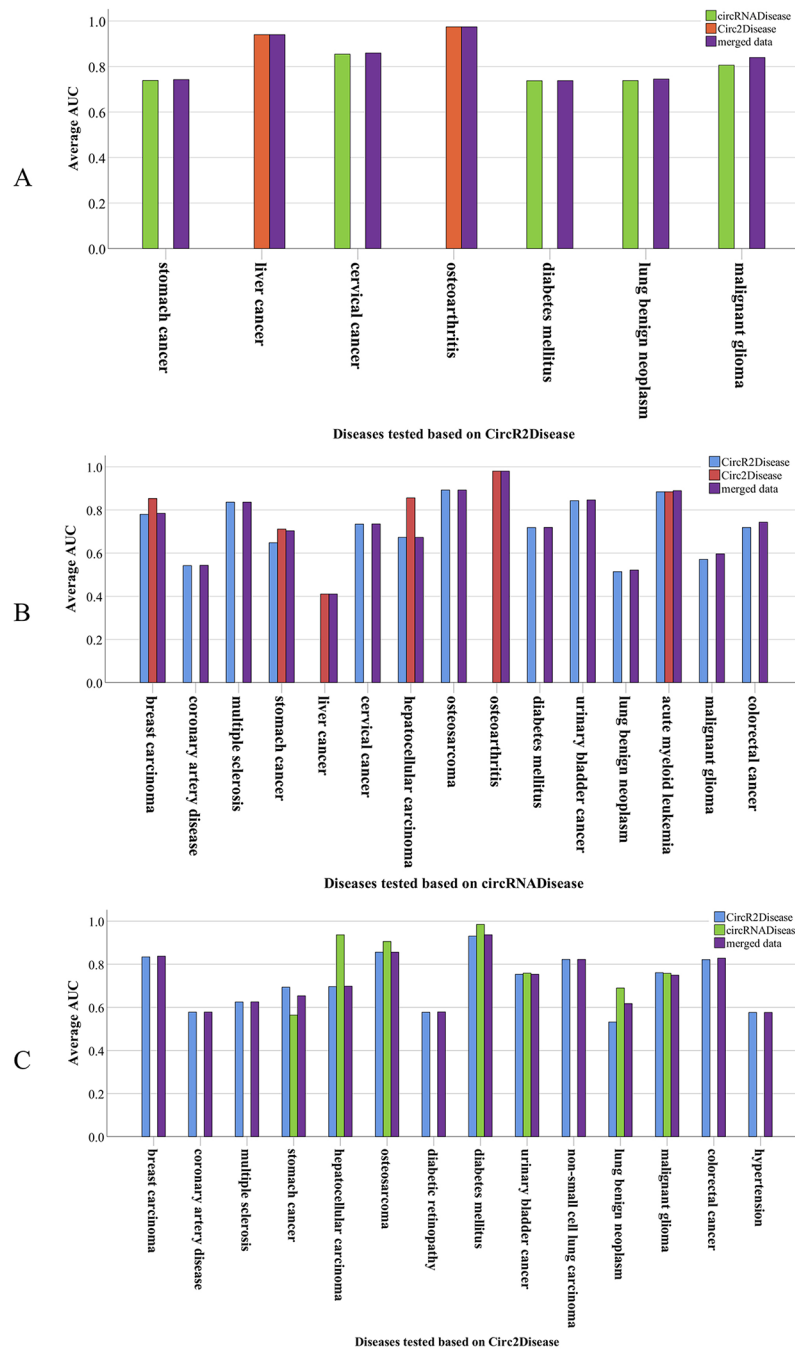 A
circRNADisease
Circ2Disease
merged data
Average AUC
1.0
0.8
0.6
0.4
0.2
0.0
stomach cancer
liver cancer
cervical cancer
osteoarthritis
diabetes mellitus
lung benign neoplasm
malignant glioma
Diseases tested based on CircR2Disease
B
CircR2Disease
Circ2Disease
merged data
Average AUC
1.0
0.8
0.6
0.4
0.2
0.0
breast carcinoma
coronary artery disease
multiple sclerosis
stomach cancer
liver cancer
cervical cancer
hepatocellular carcinoma
osteosarcoma
osteoarthritis
diabetes mellitus
urinary bladder cancer
lung benign neoplasm
acute myeloid leukemia
malignant glioma
colorectal cancer
Diseases tested based on circRNADisease
C
CircR2Disease
circRNADiseas
merged data
Average AUC
1.0
0.8
0.6
0.4
0.2
0.0
breast carcinoma
coronary artery disease
multiple sclerosis
stomach cancer
hepatocellular carcinoma
osteosarcoma
diabetic retinopathy
diabetes mellitus
urinary bladder cancer
non-small cell lung carcinoma
lung benign neoplasm
malignant glioma
colorectal cancer
hypertension
Diseases tested based on Circ2Disease